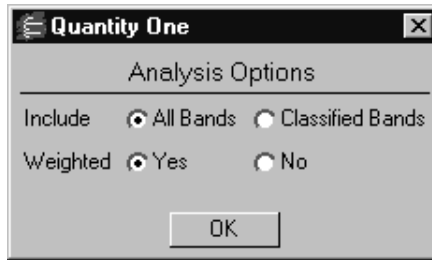 Quantity One
Analysis Options
Include All Bands Classified Bands
Weighted Yes No
OK